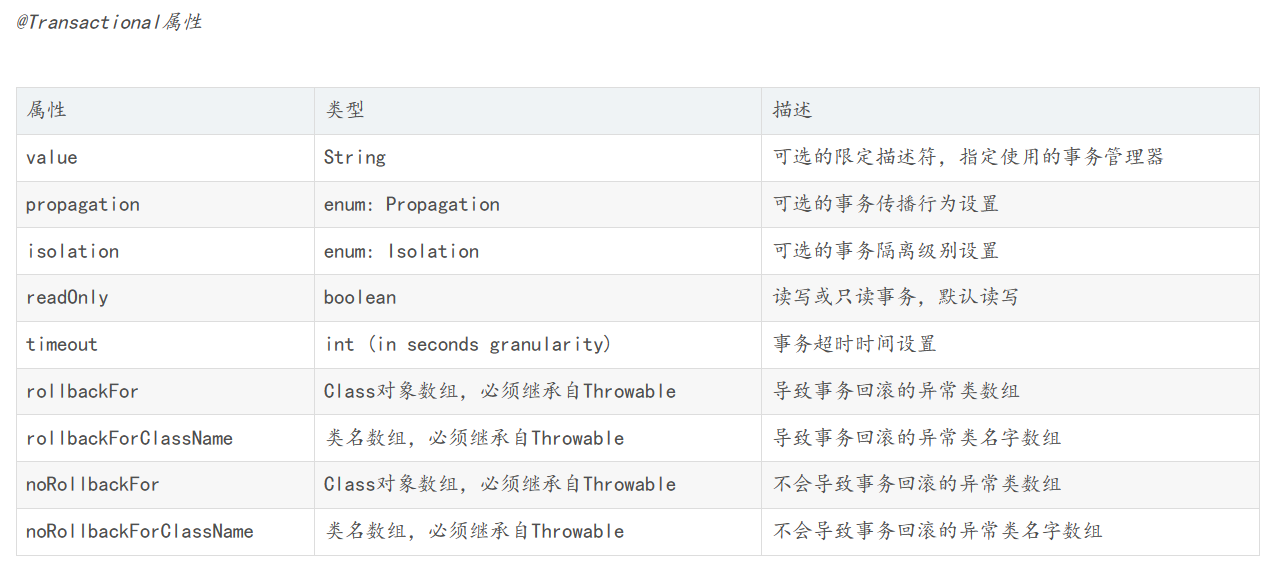 @Transactional属性
属性 类型 描述
value String 可选的限定描述符，指定使用的事务管理器
propagation enum: Propagation 可选的事务传播行为设置
isolation enum: Isolation 可选的事务隔离级别设置
readOnly boolean 读写或只读事务，默认读写
timeout int (in seconds granularity) 事务超时时间设置
rollbackFor Class对象数组，必须继承自Throwable 导致事务回滚的异常类数组
rollbackForClassName 类名数组，必须继承自Throwable 导致事务回滚的异常类名字数组
noRollbackFor Class对象数组，必须继承自Throwable 不会导致事务回滚的异常类数组
noRollbackForClassName 类名数组，必须继承自Throwable 不会导致事务回滚的异常类名字数组